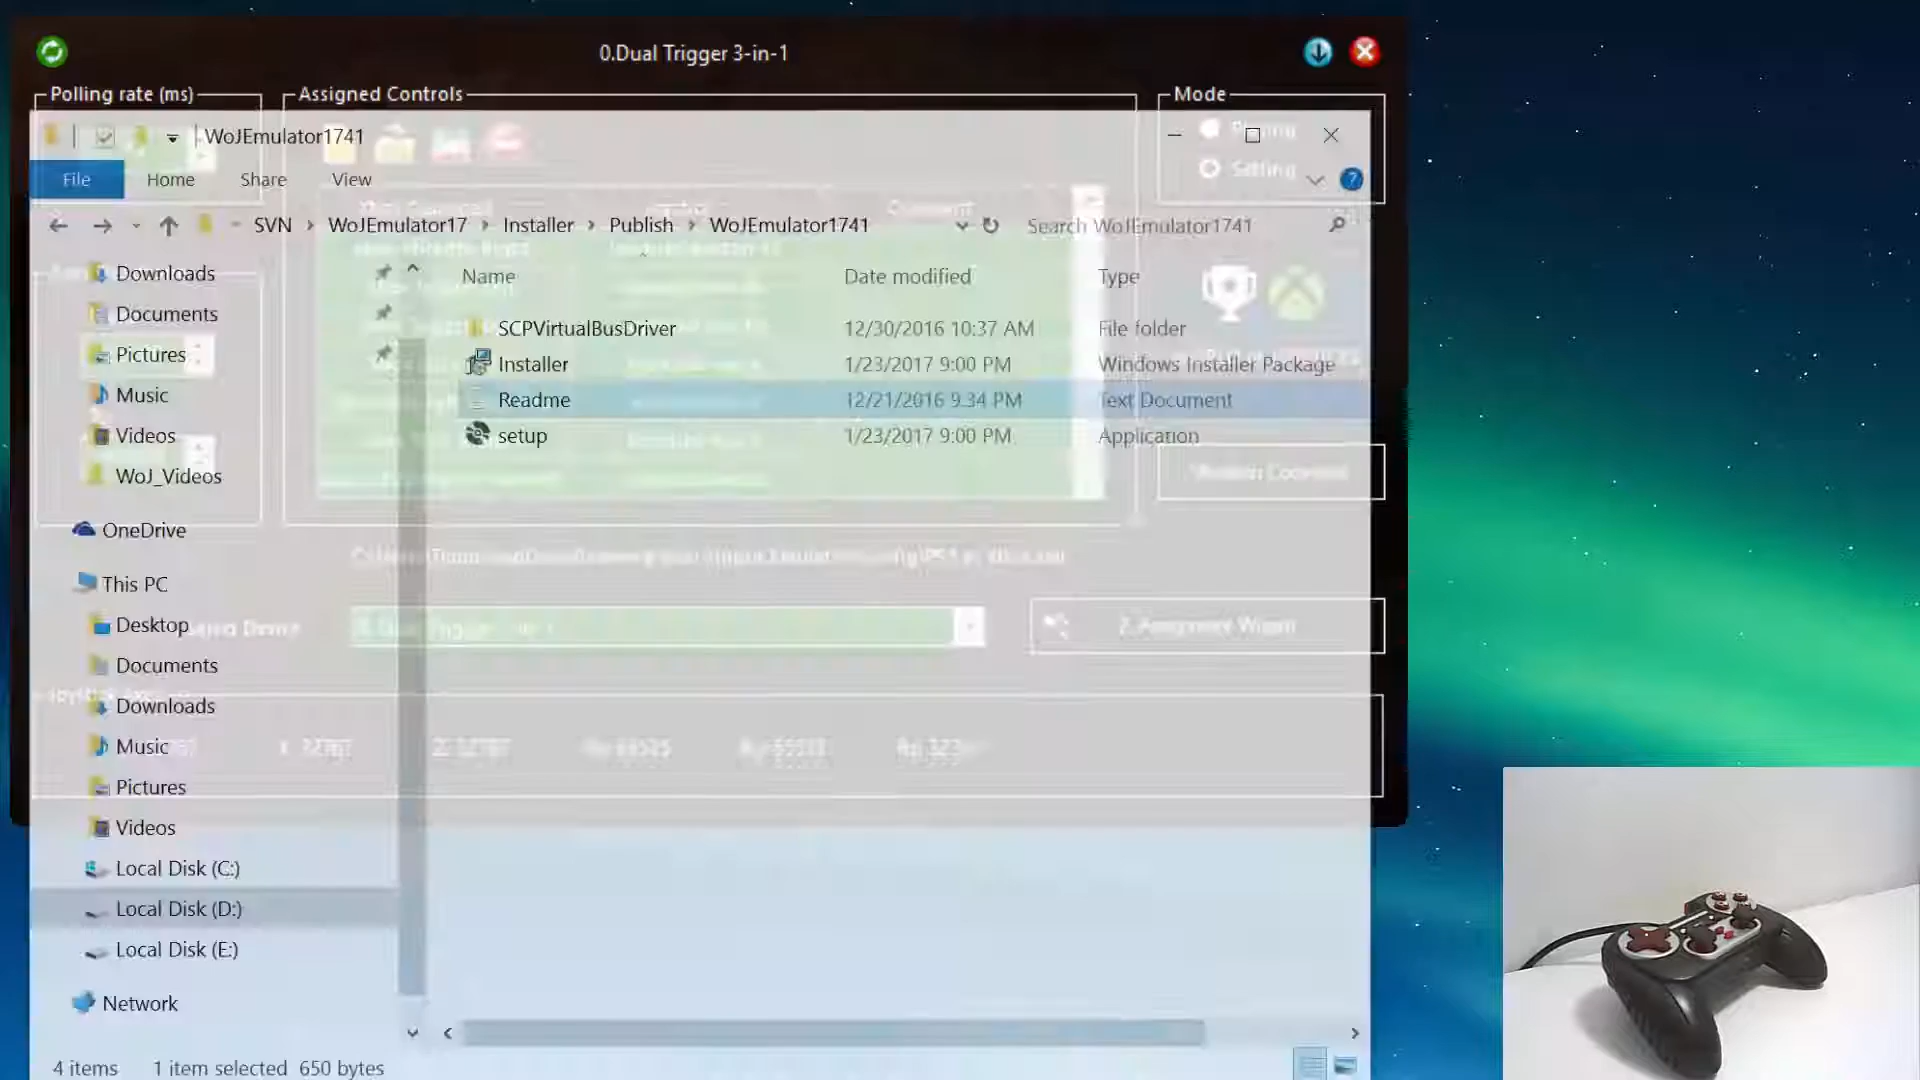 0.Dual Trigger 3-in-1
Polling rate (ms)
Assigned Controls
Mode
WoJEmulator1741
File
Home
Share
View
Setting
SVN
WoJEmulator17
Installer
Publish
WoJEmulator1741
Search WoJEmulator1741
Name
Date modified
Type
SCPVirtualBusDriver
12/30/2016 10:37 AM
File folder
Installer
1/23/2017 9:00 PM
Windows Installer Package
Readme
12/21/2016 9:34 PM
Text Document
setup
1/23/2017 9:00 PM
Application
Downloads
Documents
Pictures
Music
Videos
WoJ_Videos
OneDrive
This PC
Desktop
Documents
Downloads
Music
Pictures
Videos
Local Disk (C:)
Local Disk (D:)
Local Disk (E:)
Network
2. Assignment Wizard
4 items
1 item selected 650 bytes